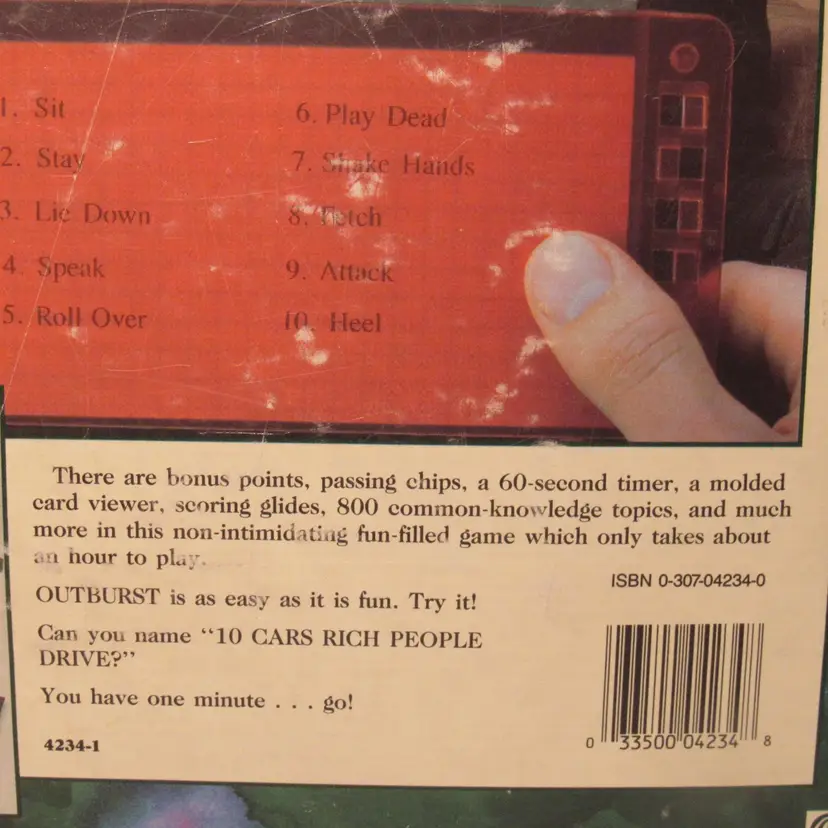 1. Sit
2. Stay
3. Lie Down
4. Speak
5. Roll Over
6. Play Dead
7. Shake Hands
8. Fetch
9. Attack
10. Heel
There are bonus points, passing chips, a 60-second timer, a molded
card viewer, scoring glides, 800 common-knowledge topics, and much
more in this non-intimidating fun-filled game which only takes about
an hour to play.
OUTBURST is as easy as it is fun. Try it!
Can you name “10 CARS RICH PEOPLE
DRIVE?”
You have one minute . . . go!
4234-1
ISBN 0-307-04234-0
0 33500 04234 8